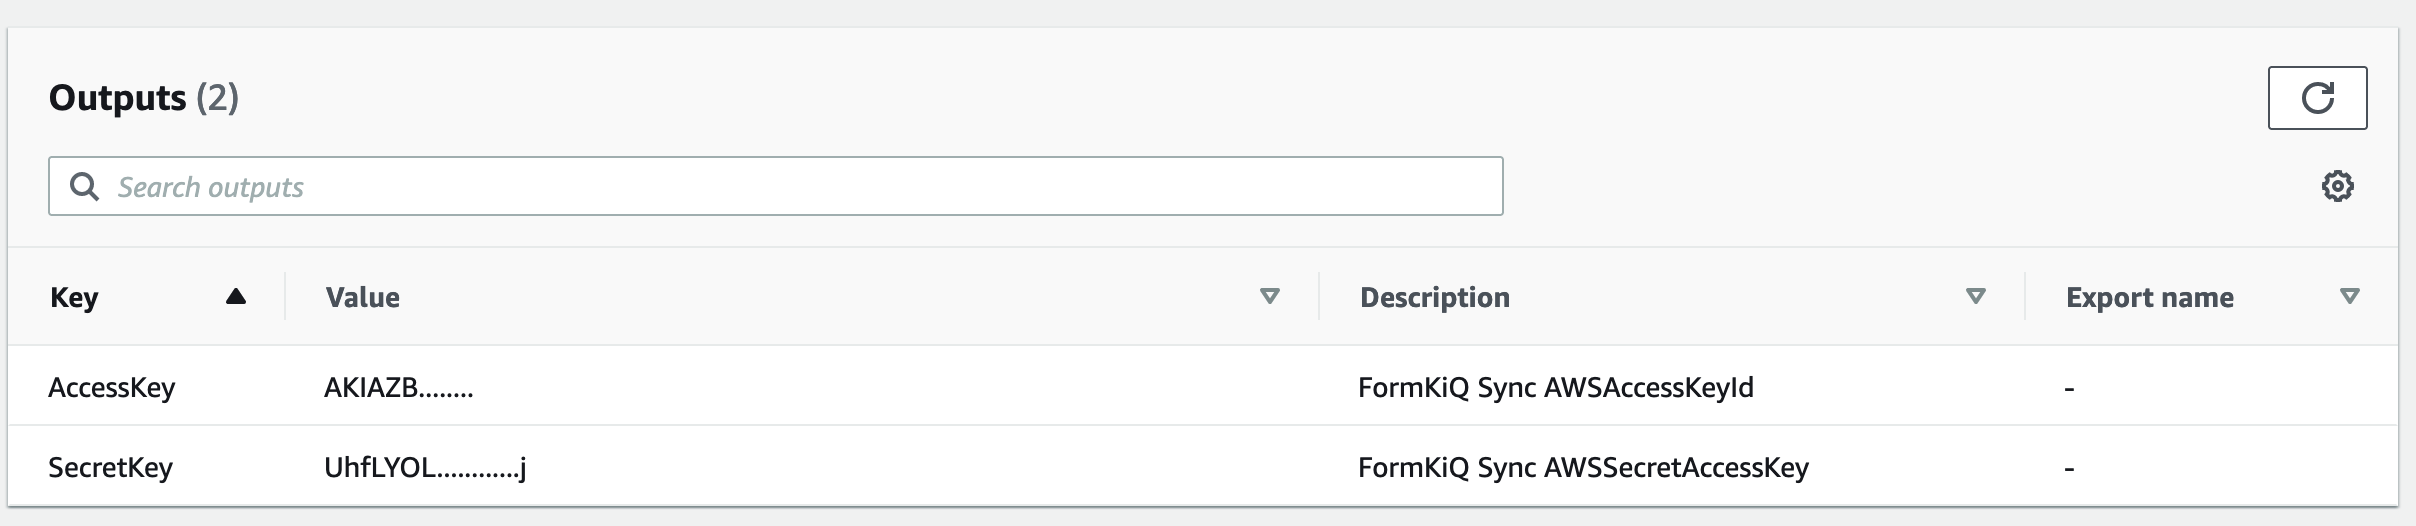 Outputs (2)
Search outputs
Key Value Description Export name
AccessKey AKIAZB........ FormKiQ Sync AWSAccessKeyId -
SecretKey UhfLYOL............j FormKiQ Sync AWSSecretAccessKey -